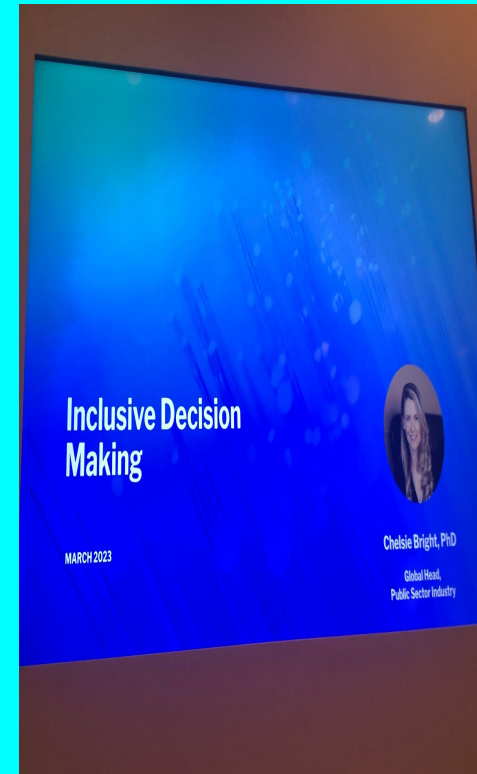 Inclusive Decision
Making
MARCH 2023
Chelsie Bright, PhD
Global Head,
Public Sector Industry